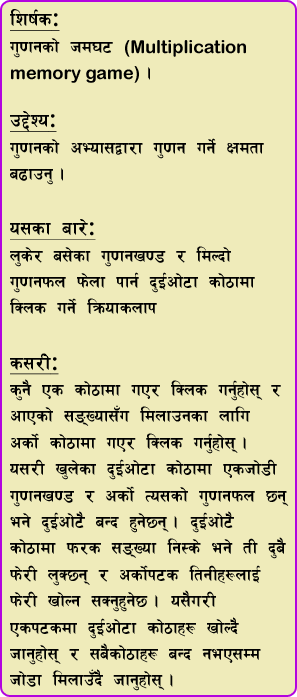 शिर्षक:
गुणनको जमघट (Multiplication
memory game) ।
उद्देश्य:
गुणनको अभ्यासद्वारा गुणन गर्ने क्षमता
बढाउनु ।
यसका बारे:
लुकेर बसेका गुणनखण्ड र मिल्दो
गुणनफल फेला पार्न दुईओटा कोठामा
क्लिक गर्ने क्रियाकलाप
कसरी:
कुनै एक कोठामा गएर क्लिक गर्नुहोस् र
आएको सङ्ख्यासँग मिलाउनका लागि
अर्को कोठामा गएर क्लिक गर्नुहोस् ।
यसरी खुलेका दुईओटा कोठामा एकजोडी
गुणनखण्ड र अर्को त्यसको गुणनफल छन्
भने दुईओटै बन्द हुनेछन् । दुईओटै
कोठामा फरक सङ्ख्या निस्के भने ती दुबै
फेरी लुक्छन् र अर्कोपटक तिनीहरूलाई
फेरी खोल्न सक्नुहुनेछ । यसैगरी
एकपटकमा दुईओटा कोठाहरू खोल्दै
जानुहोस् र सबैकोठाहरू बन्द नभएसम्म
जोडा मिलाउँदै जानुहोस् ।